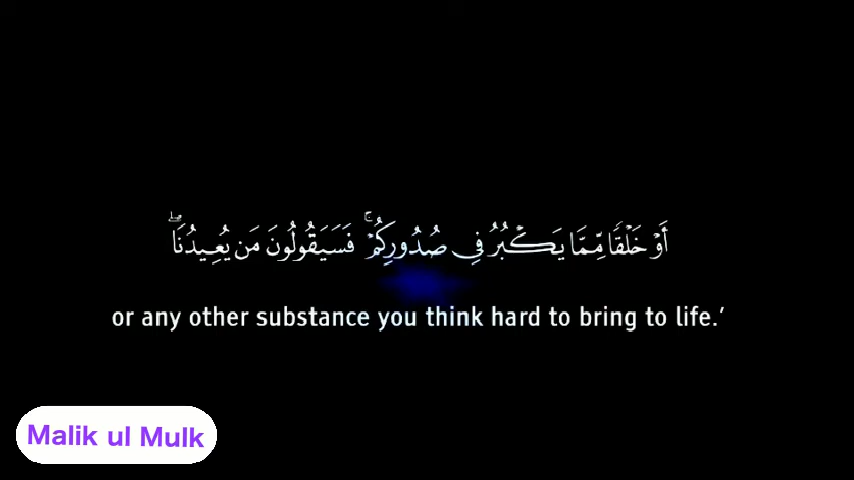 أَوْ خَلْقًا مِّمَّا يَكْبُرُ فِي صُدُورِكُمْ ۚ فَسَيَقُولُونَ مَن يُعِيدُنَا ۖ
or any other substance you think hard to bring to life.’
Malik ul Mulk